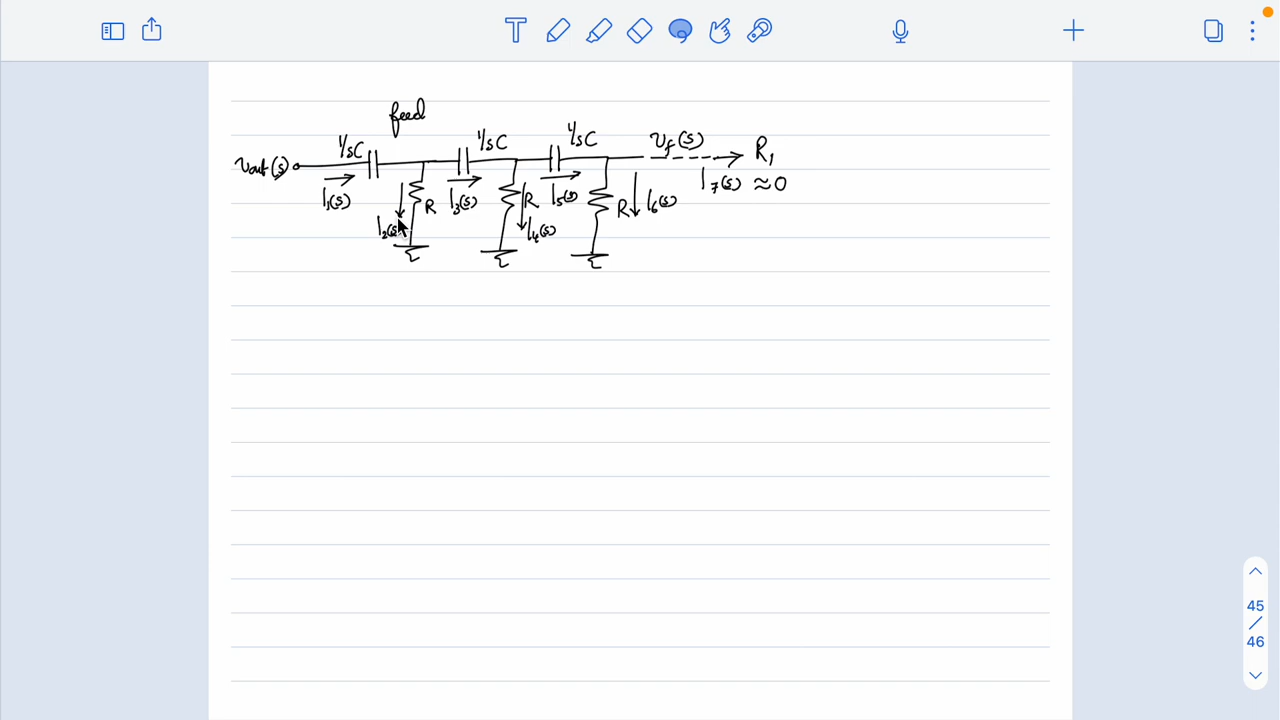 feed
Vout(s) 1/sC 1/sC 1/sC Vf(s) R1
I1(s) I2(s) R I3(s) R I4(s) I5(s) R I6(s) I7(s) ≈ 0
T
45
/
46